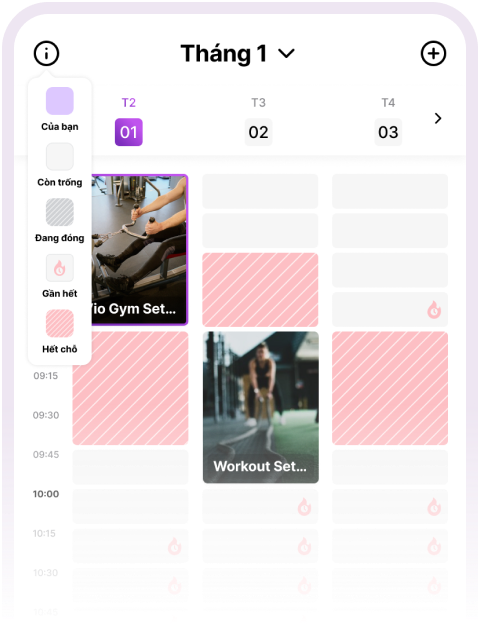 Tháng 1
T2
T3
T4
01
02
03
Của bạn
Còn trống
Đang đóng
Gần hết
Hết chỗ
Gym Set...
Workout Set...
09:15
09:30
09:45
10:00
10:15
10:30